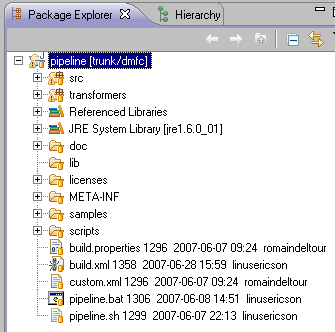 Package Explorer Hierarchy
pipeline [trunk/dmfc]
src
transformers
Referenced Libraries
JRE System Library [jre1.6.0_01]
doc
lib
licenses
META-INF
samples
scripts
build.properties 1296 2007-06-07 09:24 romaindeltour
build.xml 1358 2007-06-28 15:59 linusericson
custom.xml 1296 2007-06-07 09:24 romaindeltour
pipeline.bat 1306 2007-06-08 14:51 linusericson
pipeline.sh 1299 2007-06-07 22:13 linusericson